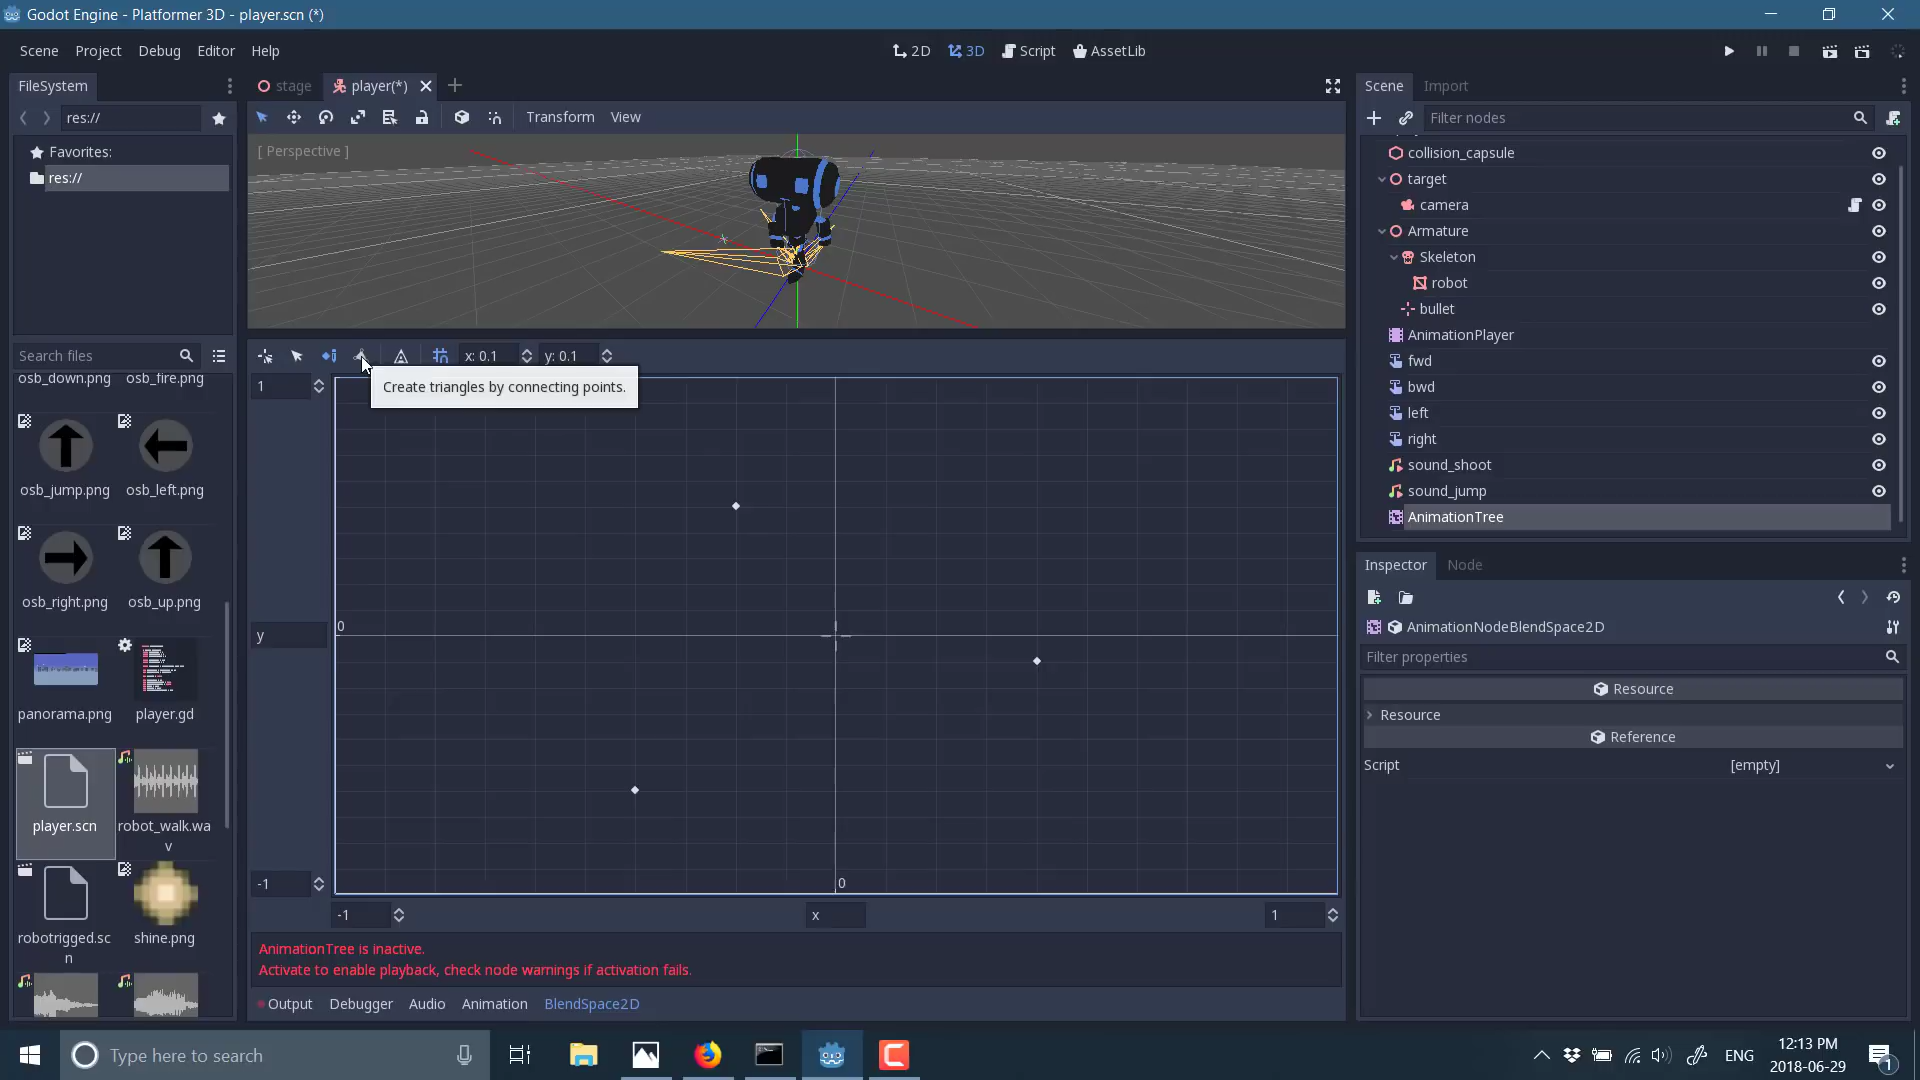 Godot Engine - Platformer 3D - player.scn (*)
Scene Project Debug Editor Help
2D 3D Script AssetLib
FileSystem
stage player(*)
Scene Import
res://
Transform View
Filter nodes
Favorites:
res://
[ Perspective ]
collision_capsule
target
camera
Armature
Skeleton
robot
bullet
AnimationPlayer
fwd
bwd
left
right
sound_shoot
sound_jump
AnimationTree
Search files
x: 0.1 y: 0.1
Create triangles by connecting points.
1
0
y
-1
0
-1
x
1
osb_down.png osb_fire.png
osb_jump.png osb_left.png
osb_right.png osb_up.png
panorama.png player.gd
player.scn robot_walk.wa
v
robotrigged.sc shine.png
n
Inspector Node
AnimationNodeBlendSpace2D
Filter properties
Resource
Resource
Reference
Script [empty]
AnimationTree is inactive.
Activate to enable playback, check node warnings if activation fails.
Output Debugger Audio Animation BlendSpace2D
Type here to search
ENG
12:13 PM
2018-06-29
1